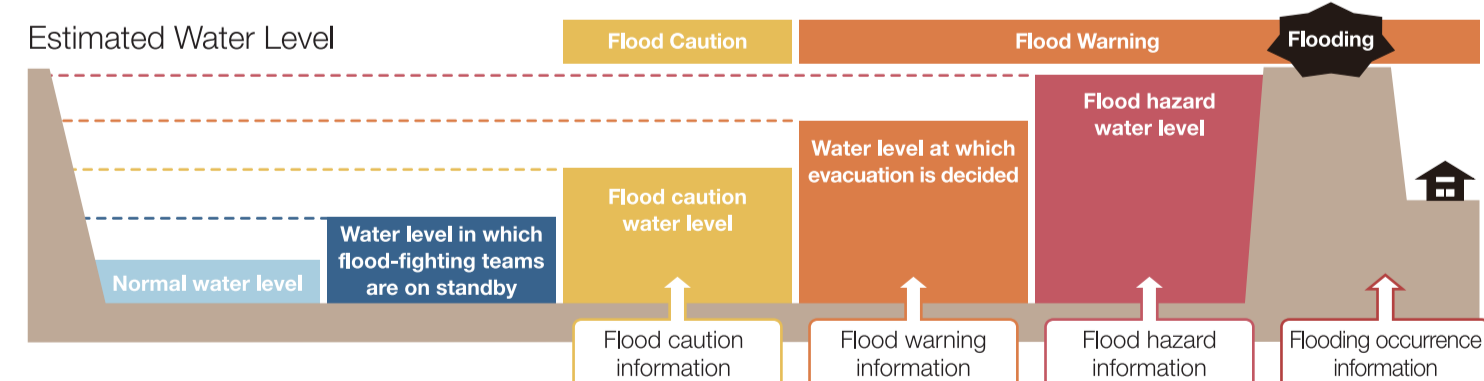 Estimated Water Level
Flood Caution
Flood Warning
Flooding
Normal water level
Water level in which
flood-fighting teams
are on standby
Flood caution
water level
Water level at which
evacuation is decided
Flood hazard
water level
Flood caution
information
Flood warning
information
Flood hazard
information
Flooding occurrence
information